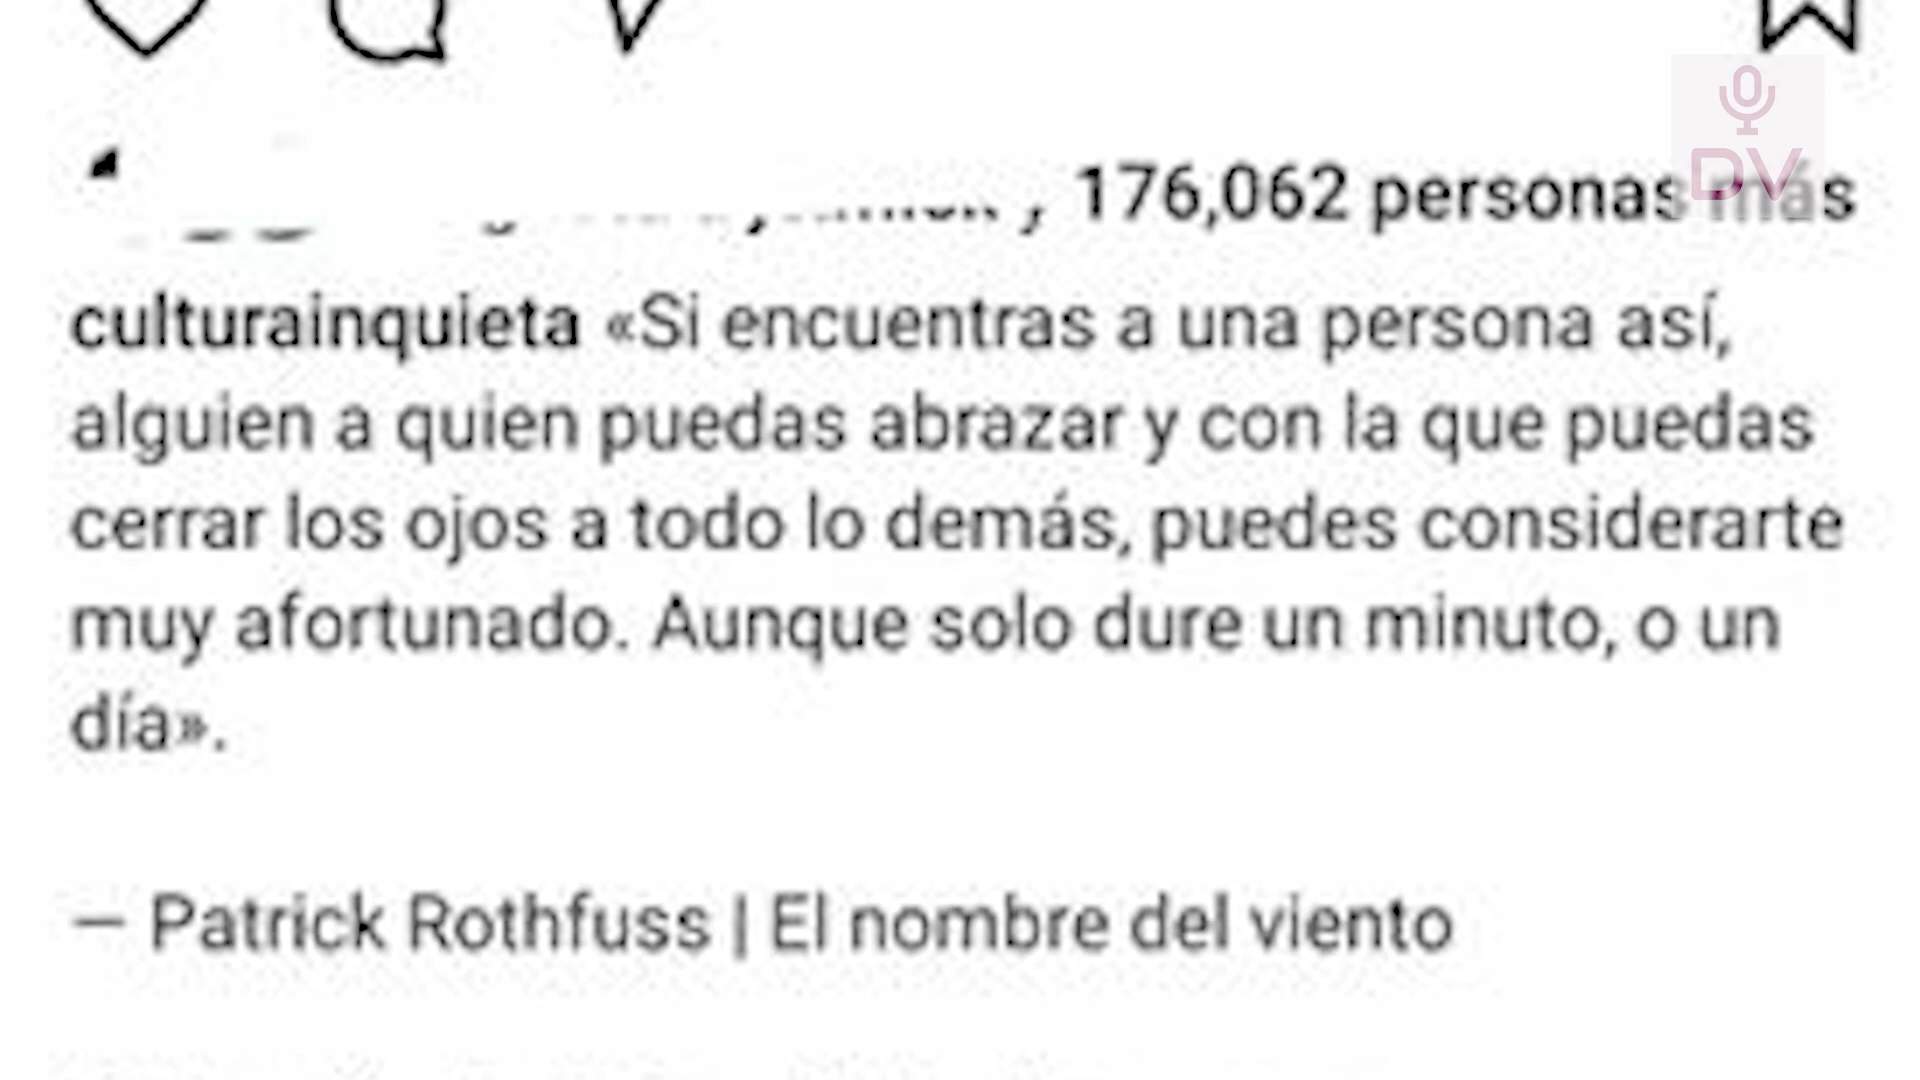 DV
, 176,062 personas más
culturainquieta «Si encuentras a una persona así,
alguien a quien puedas abrazar y con la que puedas
cerrar los ojos a todo lo demás, puedes considerarte
muy afortunado. Aunque solo dure un minuto, o un
día».
— Patrick Rothfuss | El nombre del viento